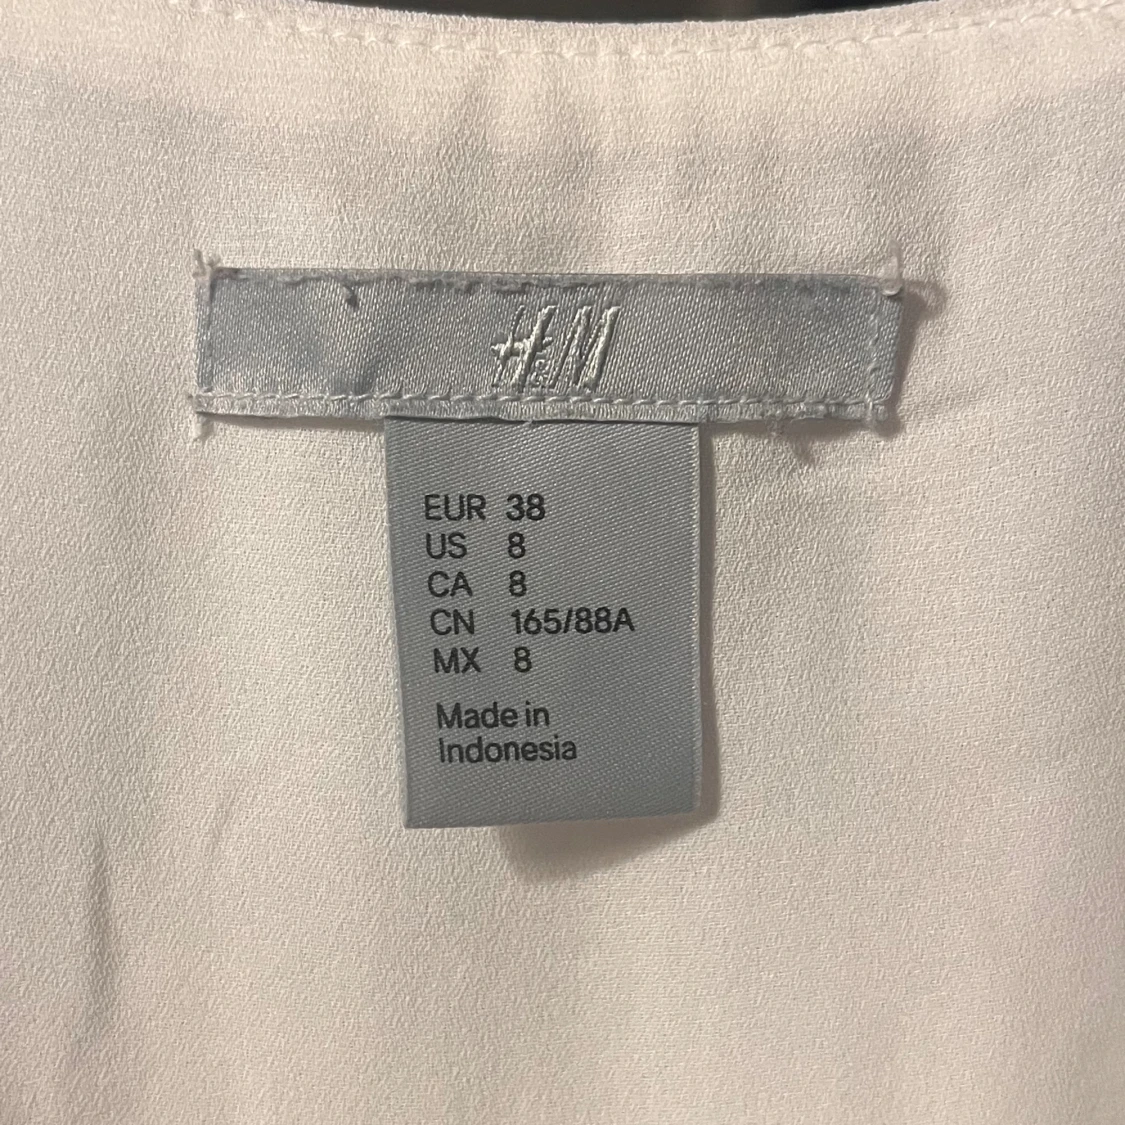 H&M
EUR 38
US 8
CA 8
CN 165/88A
MX 8
Made in
Indonesia